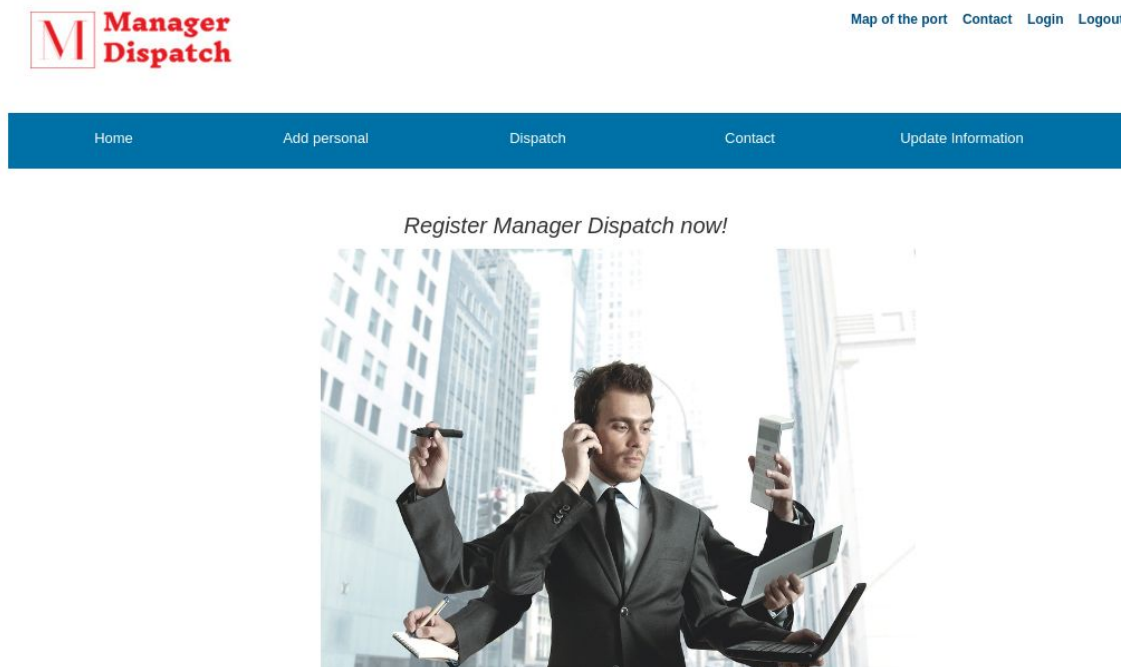 M Manager
Dispatch
Map of the port Contact Login Logout
Home Add personal Dispatch Contact Update Information
Register Manager Dispatch now!